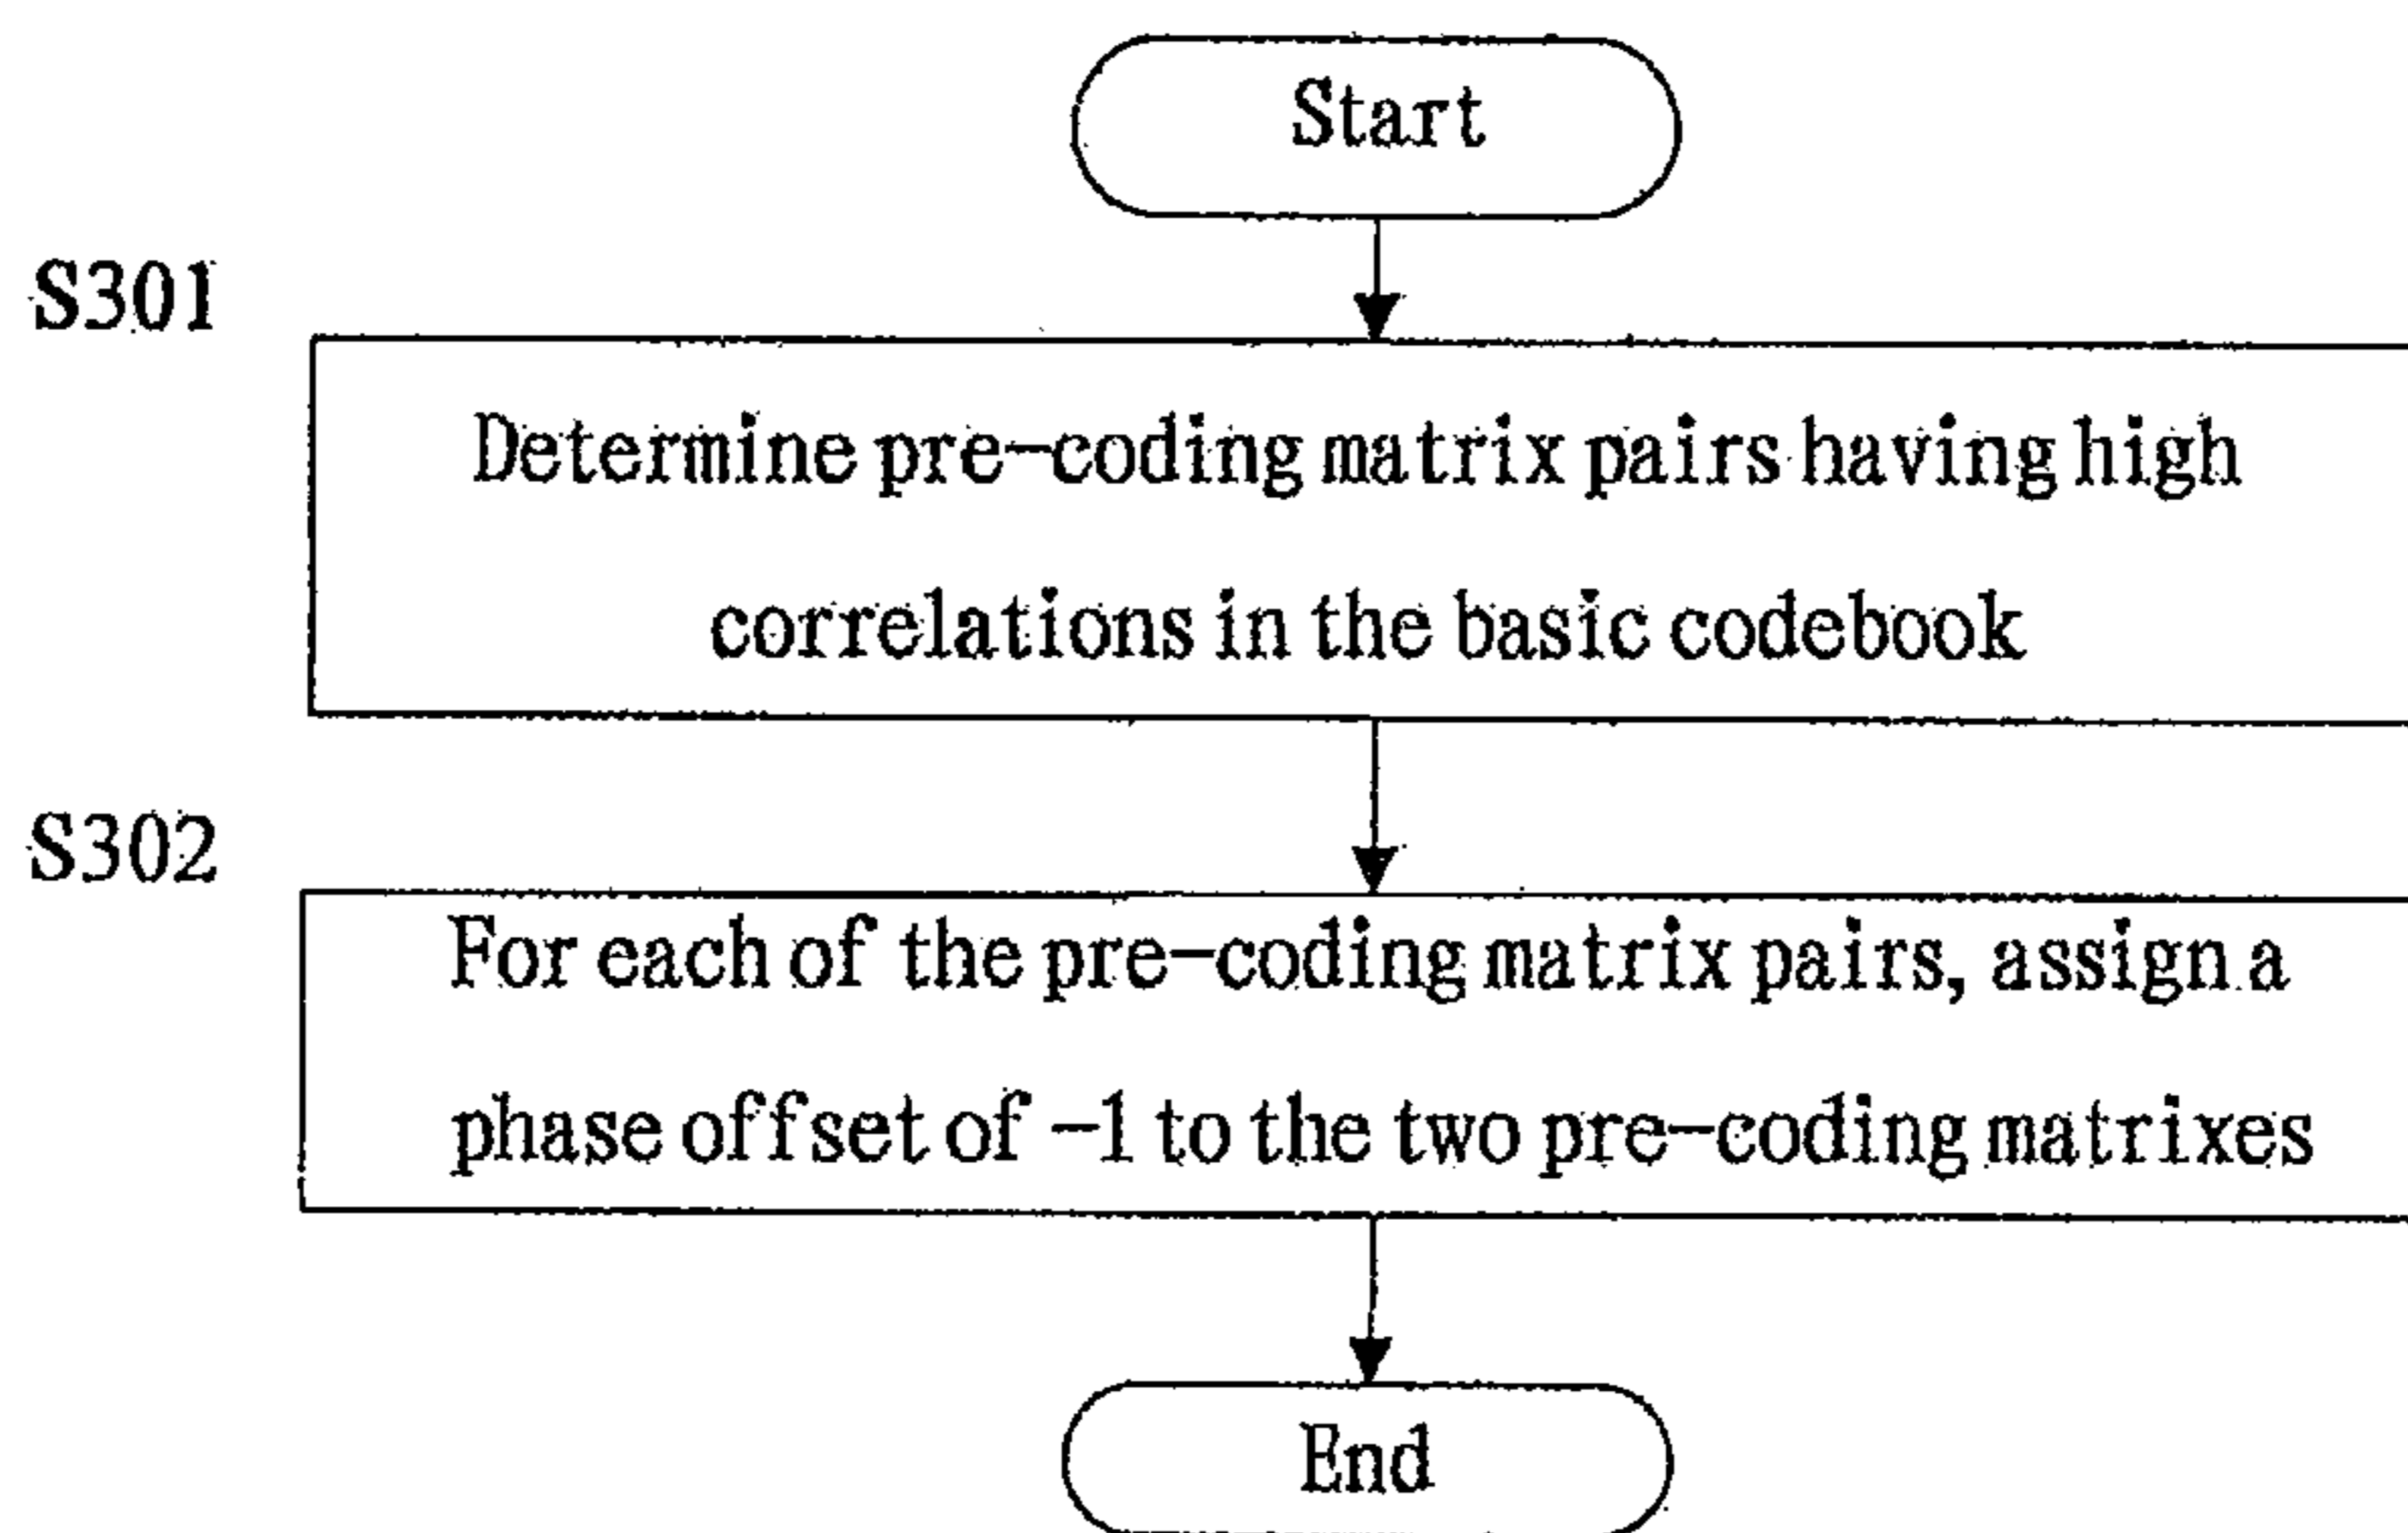 Start
S301
Determine pre-coding matrix pairs having high
correlations in the basic codebook
S302
For each of the pre-coding matrix pairs, assign a
phase offset of -1 to the two pre-coding matrixes
End